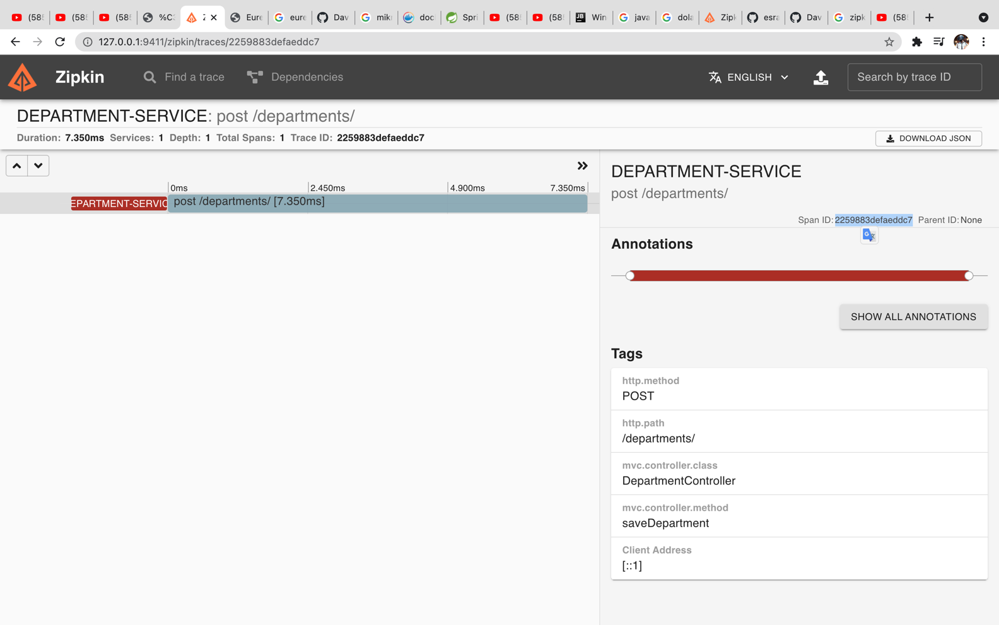 (58
(58
(58
%C
Z
Eure
eure
Dav
mik
doc
Spri
(58
(58
Win
java
dola
Zipk
esra
Dav
zipk
(58
127.0.0.1:9411/zipkin/traces/2259883defaeddc7
Zipkin
Find a trace
Dependencies
ENGLISH
Search by trace ID
DEPARTMENT-SERVICE: post /departments/
Duration: 7.350ms Services: 1 Depth: 1 Total Spans: 1 Trace ID: 2259883defaeddc7
DOWNLOAD JSON
0ms 2.450ms 4.900ms 7.350ms
EPARTMENT-SERVIC post /departments/ [7.350ms]
DEPARTMENT-SERVICE
post /departments/
Span ID: 2259883defaeddc7 Parent ID: None
Annotations
SHOW ALL ANNOTATIONS
Tags
http.method
POST
http.path
/departments/
mvc.controller.class
DepartmentController
mvc.controller.method
saveDepartment
Client Address
[::1]